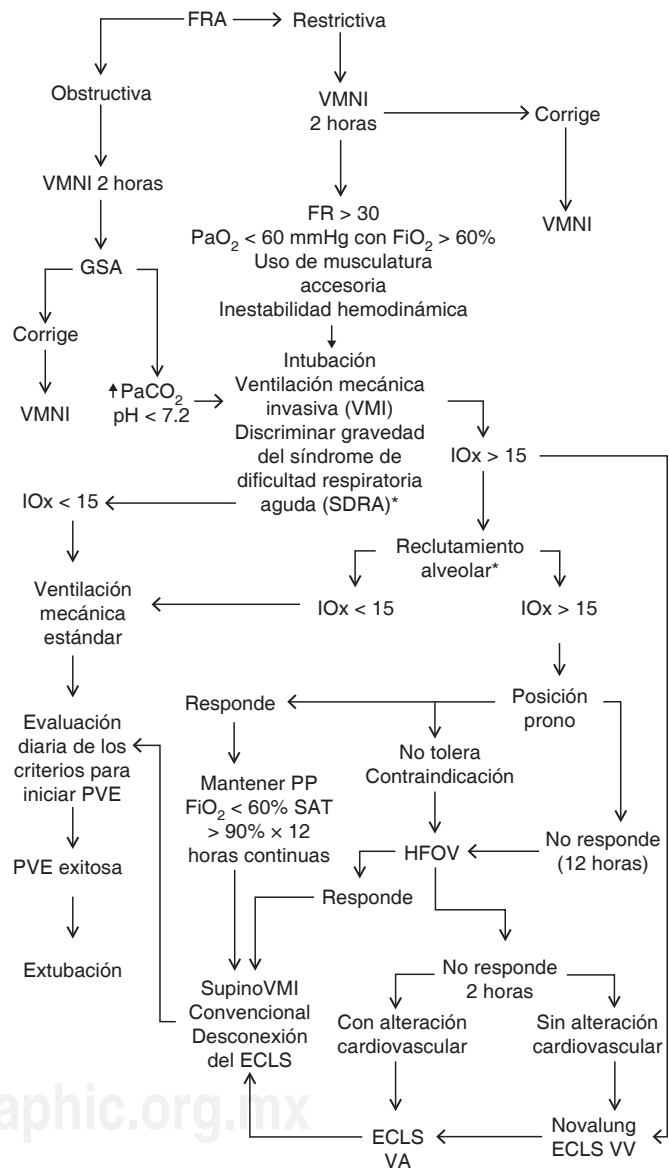 FRA
Restrictiva
Obstructiva
VMNI
2 horas
Corrige
VMNI 2 horas
VMNI
FR > 30
PaO2 < 60 mmHg con FiO2 > 60%
Uso de musculatura
accesoria
Inestabilidad hemodinámica
GSA
Corrige
VMNI
↑PaCO2
pH < 7.2
Intubación
Ventilación mecánica
invasiva (VMI)
Discriminar gravedad
del síndrome de
dificultad respiratoria
aguda (SDRA)*
IOx > 15
IOx < 15
Reclutamiento
alveolar*
Ventilación
mecánica
estándar
IOx < 15
IOx > 15
Posición
prono
Responde
No tolera
Contraindicación
Evaluación
diaria de los
criterios para
iniciar PVE
Mantener PP
FiO2 < 60% SAT
> 90% × 12
horas continuas
HFOV
No responde
(12 horas)
PVE exitosa
Responde
Extubación
No responde
2 horas
SupinoVMI
Convencional
Desconexión
del ECLS
Con alteración
cardiovascular
Sin alteración
cardiovascular
ECLS
VA
Novalung
ECLS VV
aphic.org.mx